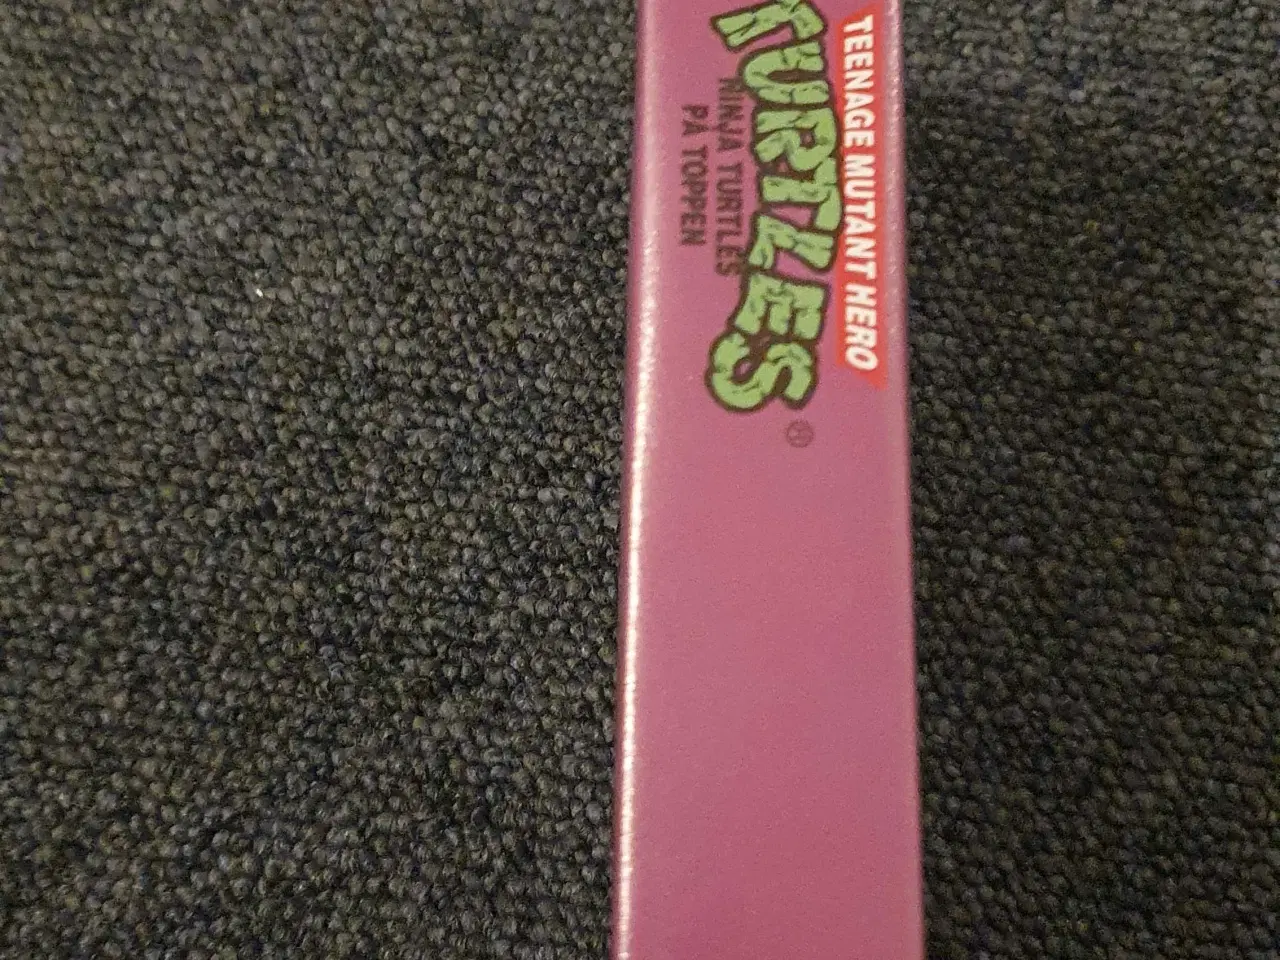 TEENAGE MUTANT HERO
TURTLES®
NINJA TURTLES
PÅ TOPPEN